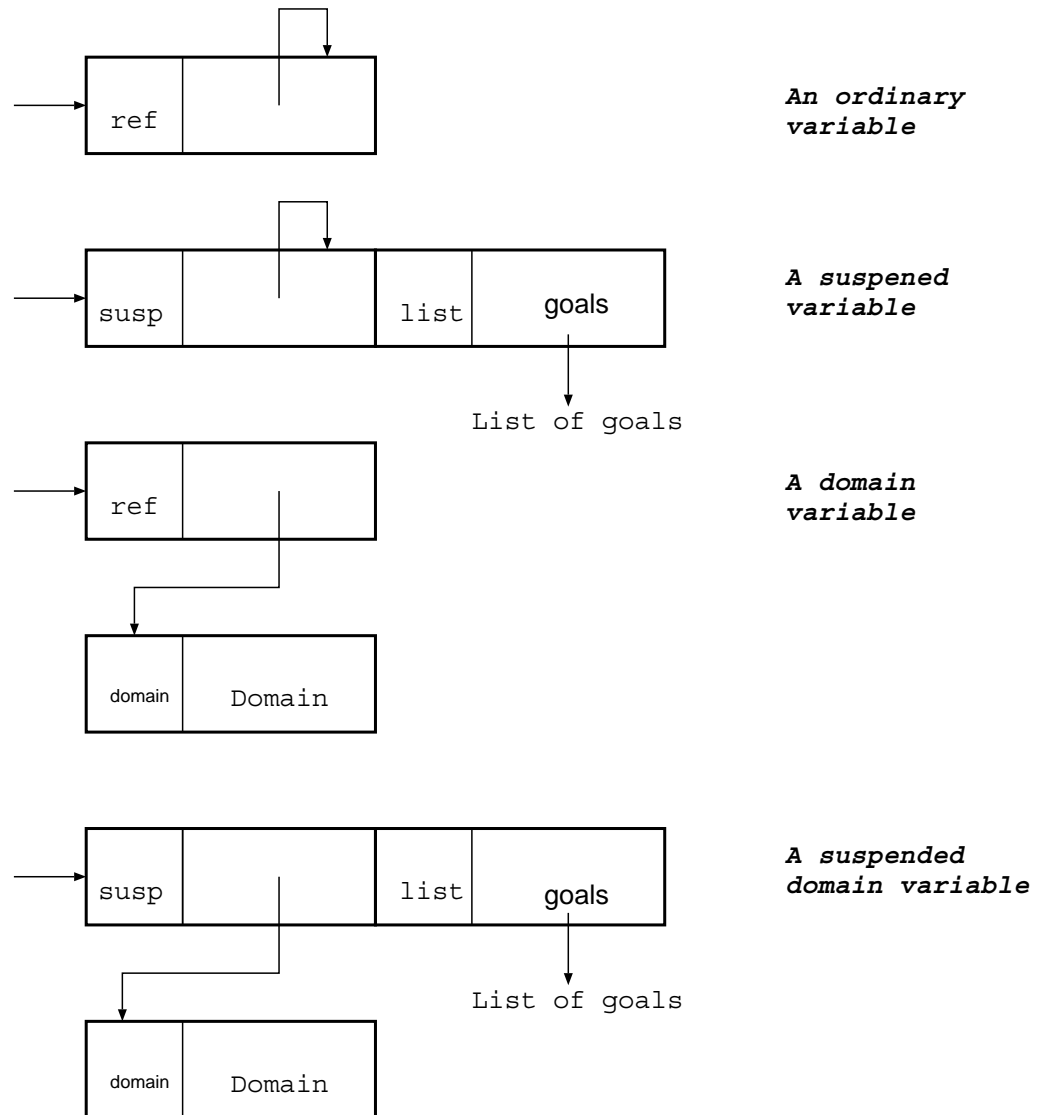 ref
An ordinary
variable
susp
list
goals
A suspened
variable
List of goals
ref
A domain
variable
domain
Domain
susp
list
goals
A suspended
domain variable
List of goals
domain
Domain